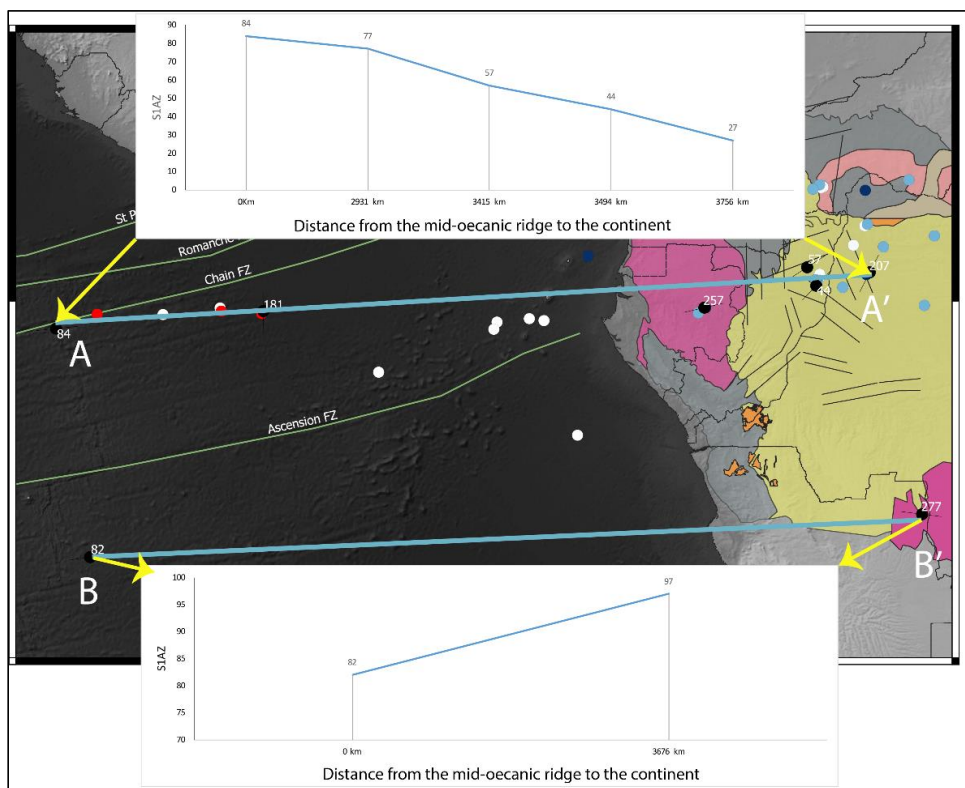 90
80
70
60
50
40
30
20
10
0
S1AZ
84
77
57
44
27
0Km
2931 km
3415 km
3494 km
3756 km
Distance from the mid-oecanic ridge to the continent
St P
Romanche
Chain FZ
181
84
A
257
57
44
207
A'
Ascension FZ
82
B
277
B'
100
95
90
85
80
75
70
S1AZ
82
97
0 km
3676 km
Distance from the mid-oecanic ridge to the continent